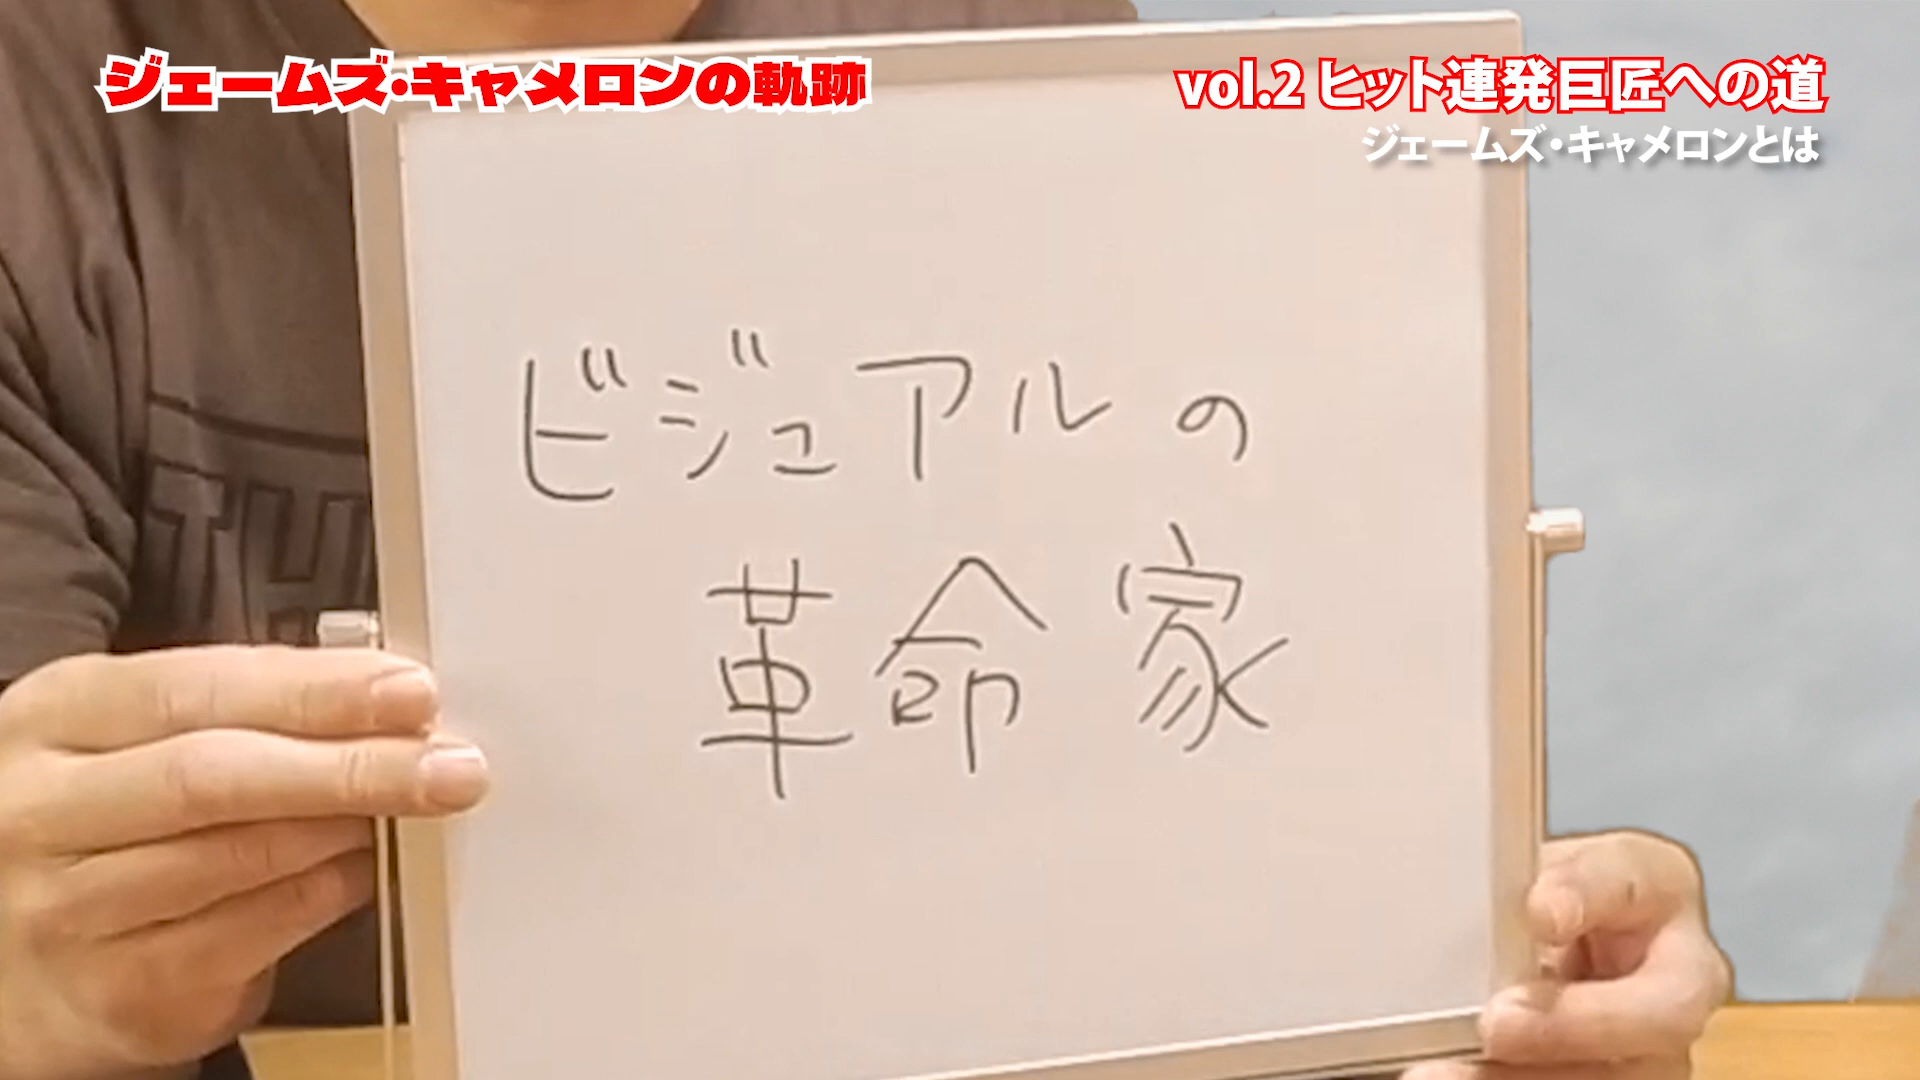 ジェームズ・キャメロンの軌跡
vol.2 ヒット連発巨匠への道
ジェームズ・キャメロンとは
ビジュアルの
革命家
TH